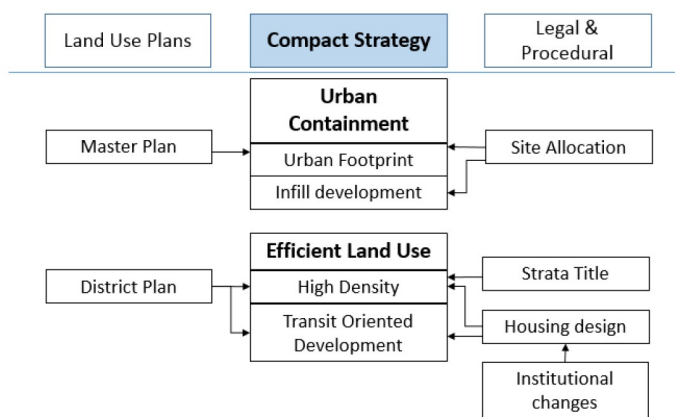 Land Use Plans
Compact Strategy
Legal &
Procedural
Urban
Containment
Master Plan
Urban Footprint
Site Allocation
Infill development
Efficient Land Use
District Plan
High Density
Strata Title
Transit Oriented
Development
Housing design
Institutional
changes